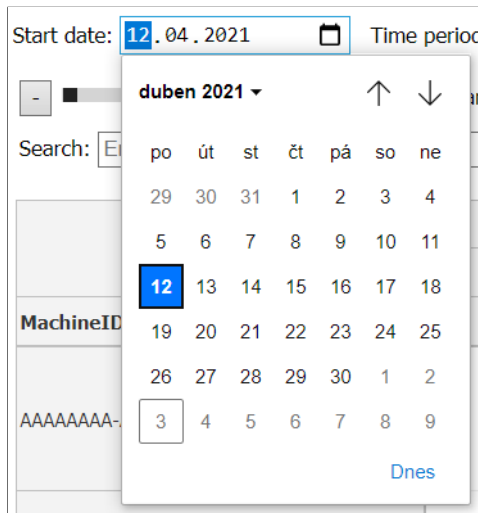 Start date: 12.04.2021 Time period
-
duben 2021
Search:
po út st čt pá so ne
29 30 31 1 2 3 4
5 6 7 8 9 10 11
12 13 14 15 16 17 18
MachineID
19 20 21 22 23 24 25
26 27 28 29 30 1 2
AAAAAAAA-
3 4 5 6 7 8 9
Dnes